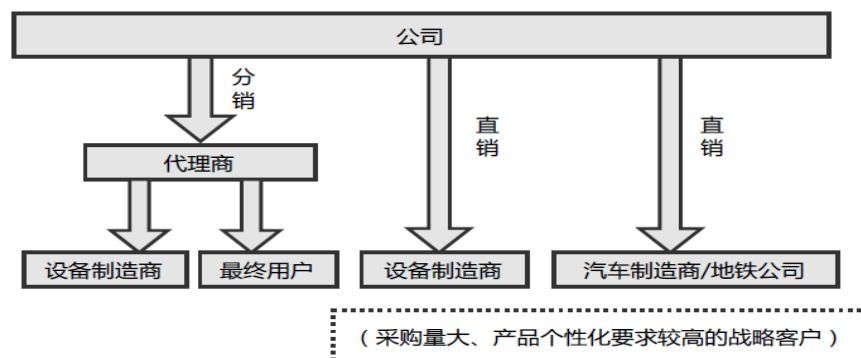 公司
分销
直销
直销
代理商
设备制造商
最终用户
设备制造商
汽车制造商/地铁公司
（采购量大、产品个性化要求较高的战略客户）